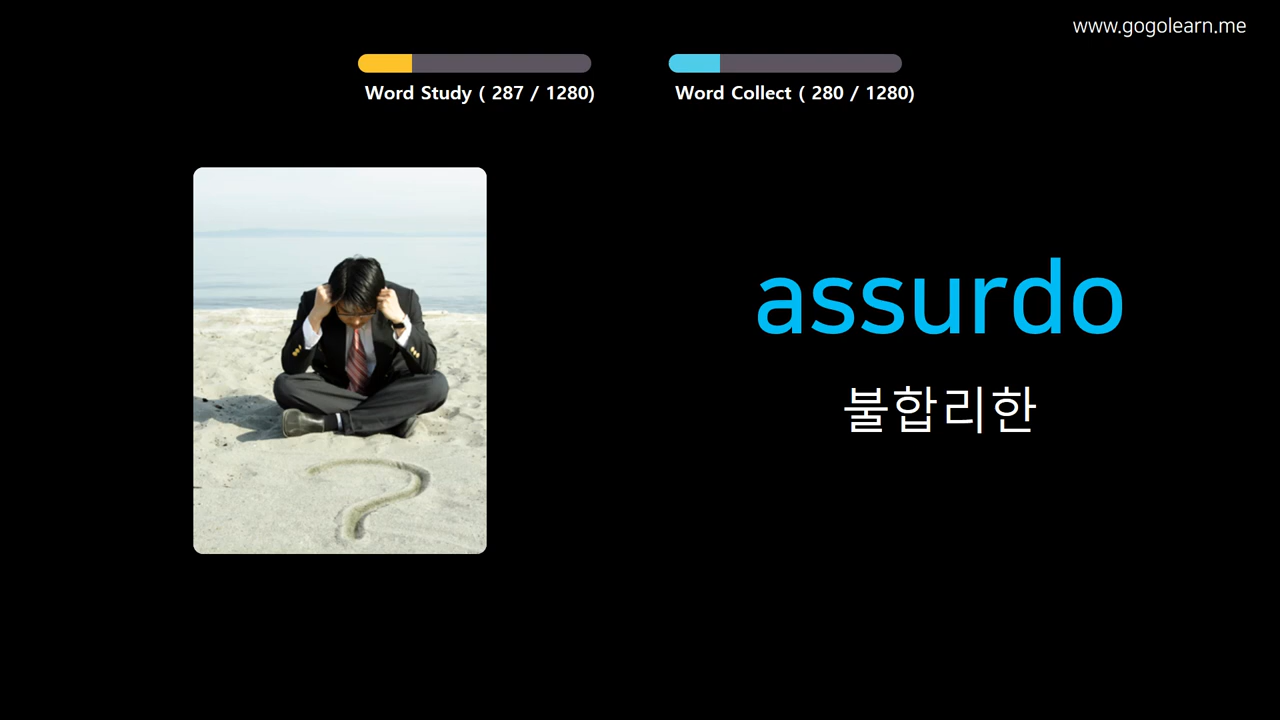 www.gogolearn.me
Word Study ( 287 / 1280)
Word Collect ( 280 / 1280)
assurdo
불합리한
?